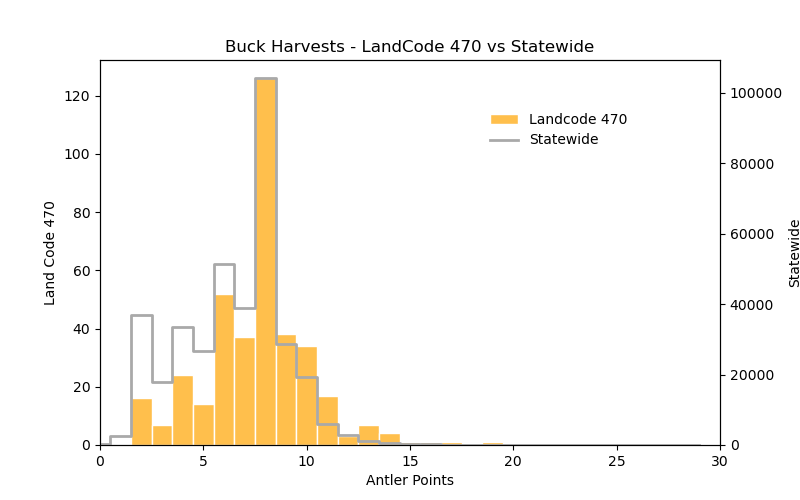 Buck Harvests - LandCode 470 vs Statewide
Land Code 470
120
100
80
60
40
20
0
Landcode 470
Statewide
100000
80000
60000
40000
20000
0
Statewide
0 5 10 15 20 25 30
Antler Points